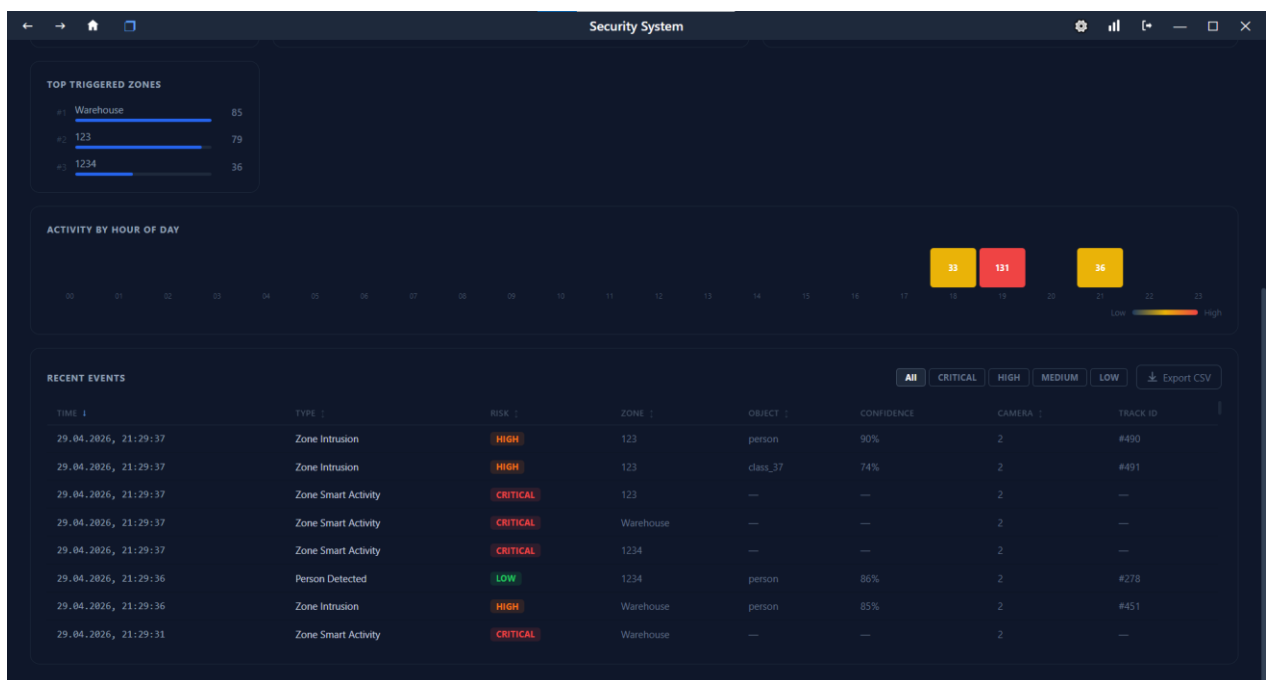 Security System
TOP TRIGGERED ZONES
#1 Warehouse 85
#2 123 79
#3 1234 36
ACTIVITY BY HOUR OF DAY
33 131 36
00 01 02 03 04 05 06 07 08 09 10 11 12 13 14 15 16 17 18 19 20 21 22 23
Low High
RECENT EVENTS All CRITICAL HIGH MEDIUM LOW Export CSV
TIME ↓ TYPE ↕ RISK ↕ ZONE ↕ OBJECT ↕ CONFIDENCE CAMERA ↕ TRACK ID
29.04.2026, 21:29:37 Zone Intrusion HIGH 123 person 90% 2 #490
29.04.2026, 21:29:37 Zone Intrusion HIGH 123 class_37 74% 2 #491
29.04.2026, 21:29:37 Zone Smart Activity CRITICAL 123 — — 2 —
29.04.2026, 21:29:37 Zone Smart Activity CRITICAL Warehouse — — 2 —
29.04.2026, 21:29:37 Zone Smart Activity CRITICAL 1234 — — 2 —
29.04.2026, 21:29:36 Person Detected LOW 1234 person 86% 2 #278
29.04.2026, 21:29:36 Zone Intrusion HIGH Warehouse person 85% 2 #451
29.04.2026, 21:29:31 Zone Smart Activity CRITICAL Warehouse — — 2 —